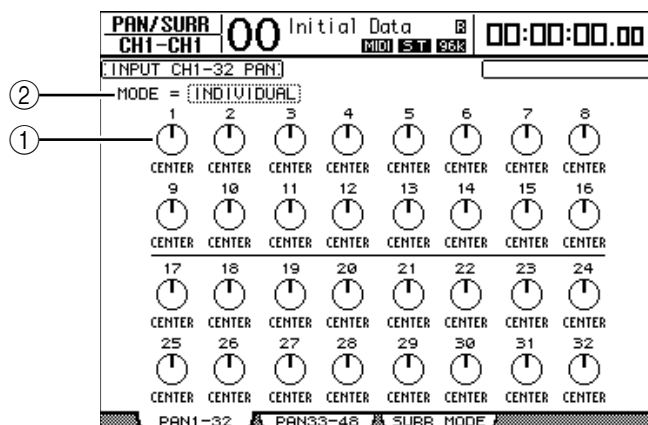 PAN/SURR
CH1-CH1
00
Initial Data
MIDI ST 96K
00:00:00.00
INPUT CH1-32 PAN
② MODE = INDIVIDUAL
①
1 2 3 4 5 6 7 8
CENTER CENTER CENTER CENTER CENTER CENTER CENTER CENTER
9 10 11 12 13 14 15 16
CENTER CENTER CENTER CENTER CENTER CENTER CENTER CENTER
17 18 19 20 21 22 23 24
CENTER CENTER CENTER CENTER CENTER CENTER CENTER CENTER
25 26 27 28 29 30 31 32
CENTER CENTER CENTER CENTER CENTER CENTER CENTER CENTER
PAN1-32 PAN33-48 SURR MODE